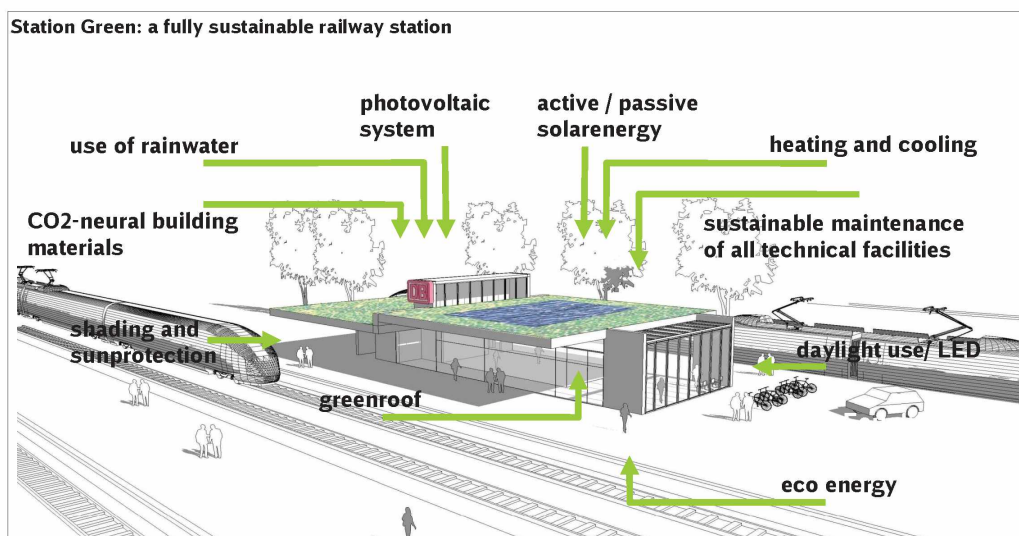 Station Green: a fully sustainable railway station
photovoltaic
system
active / passive
solarenergy
use of rainwater
heating and cooling
CO2-neural building
materials
sustainable maintenance
of all technical facilities
shading and
sunprotection
daylight use/ LED
greenroof
eco energy